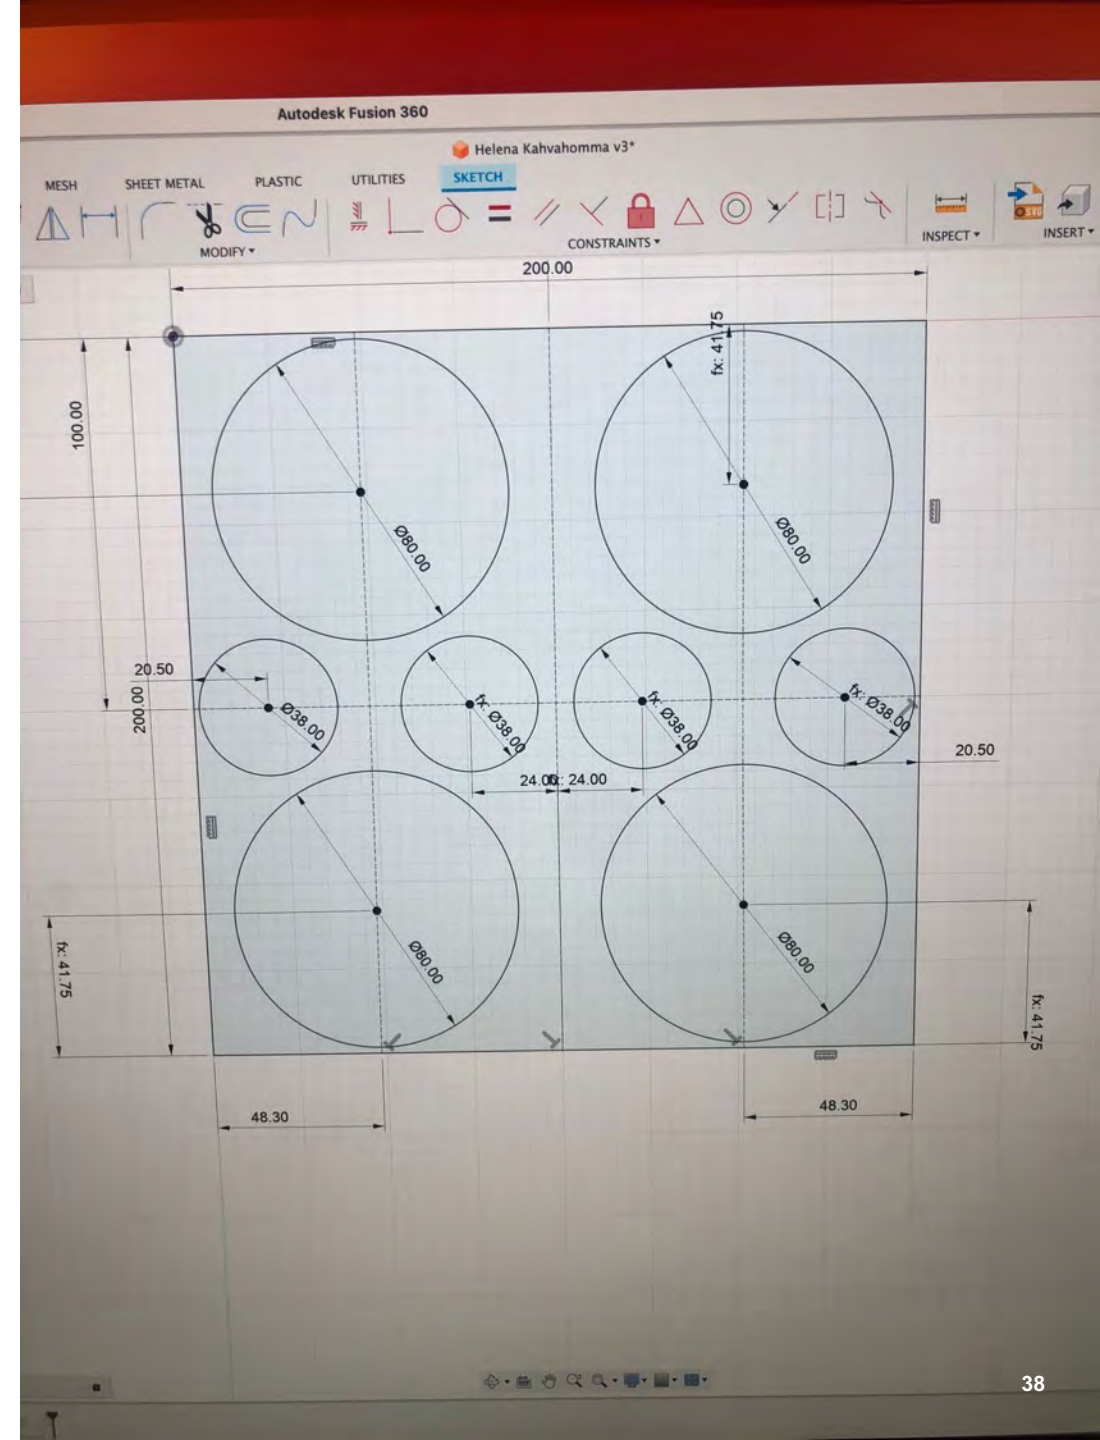 Autodesk Fusion 360
Helena Kahvahomma v3*
MESH SHEET METAL PLASTIC UTILITIES SKETCH
MODIFY ▾ CONSTRAINTS ▾ INSPECT ▾ INSERT ▾
SVG
200.00
fx: 41.75
100.00
Ø80.00
Ø80.00
20.50
200.00
Ø38.00
fx: Ø38.00
fx: Ø38.00
fx: Ø38.00
20.50
24.00
fx: 24.00
Ø80.00
Ø80.00
fx: 41.75
fx: 41.75
48.30
48.30
38